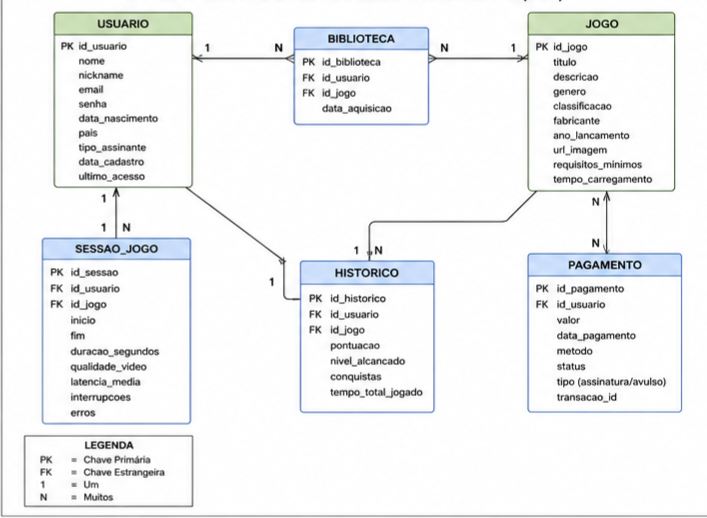 USUARIO
PK id_usuario
nome
nickname
email
senha
data_nascimento
pais
tipo_assinante
data_cadastro
ultimo_acesso
1 N
BIBLIOTECA
PK id_biblioteca
FK id_usuario
FK id_jogo
data_aquisicao
N 1
JOGO
PK id_jogo
titulo
descricao
genero
classificacao
fabricante
ano_lancamento
url_imagem
requisitos_minimos
tempo_carregamento
1
1 N
SESSAO_JOGO
PK id_sessao
FK id_usuario
FK id_jogo
inicio
fim
duracao_segundos
qualidade_video
latencia_media
interrupcoes
erros
1 N
1
HISTORICO
PK id_historico
FK id_usuario
FK id_jogo
pontuacao
nivel_alcancado
conquistas
tempo_total_jogado
N
N
PAGAMENTO
PK id_pagamento
FK id_usuario
valor
data_pagamento
metodo
status
tipo (assinatura/avulso)
transacao_id
LEGENDA
PK = Chave Primária
FK = Chave Estrangeira
1 = Um
N = Muitos